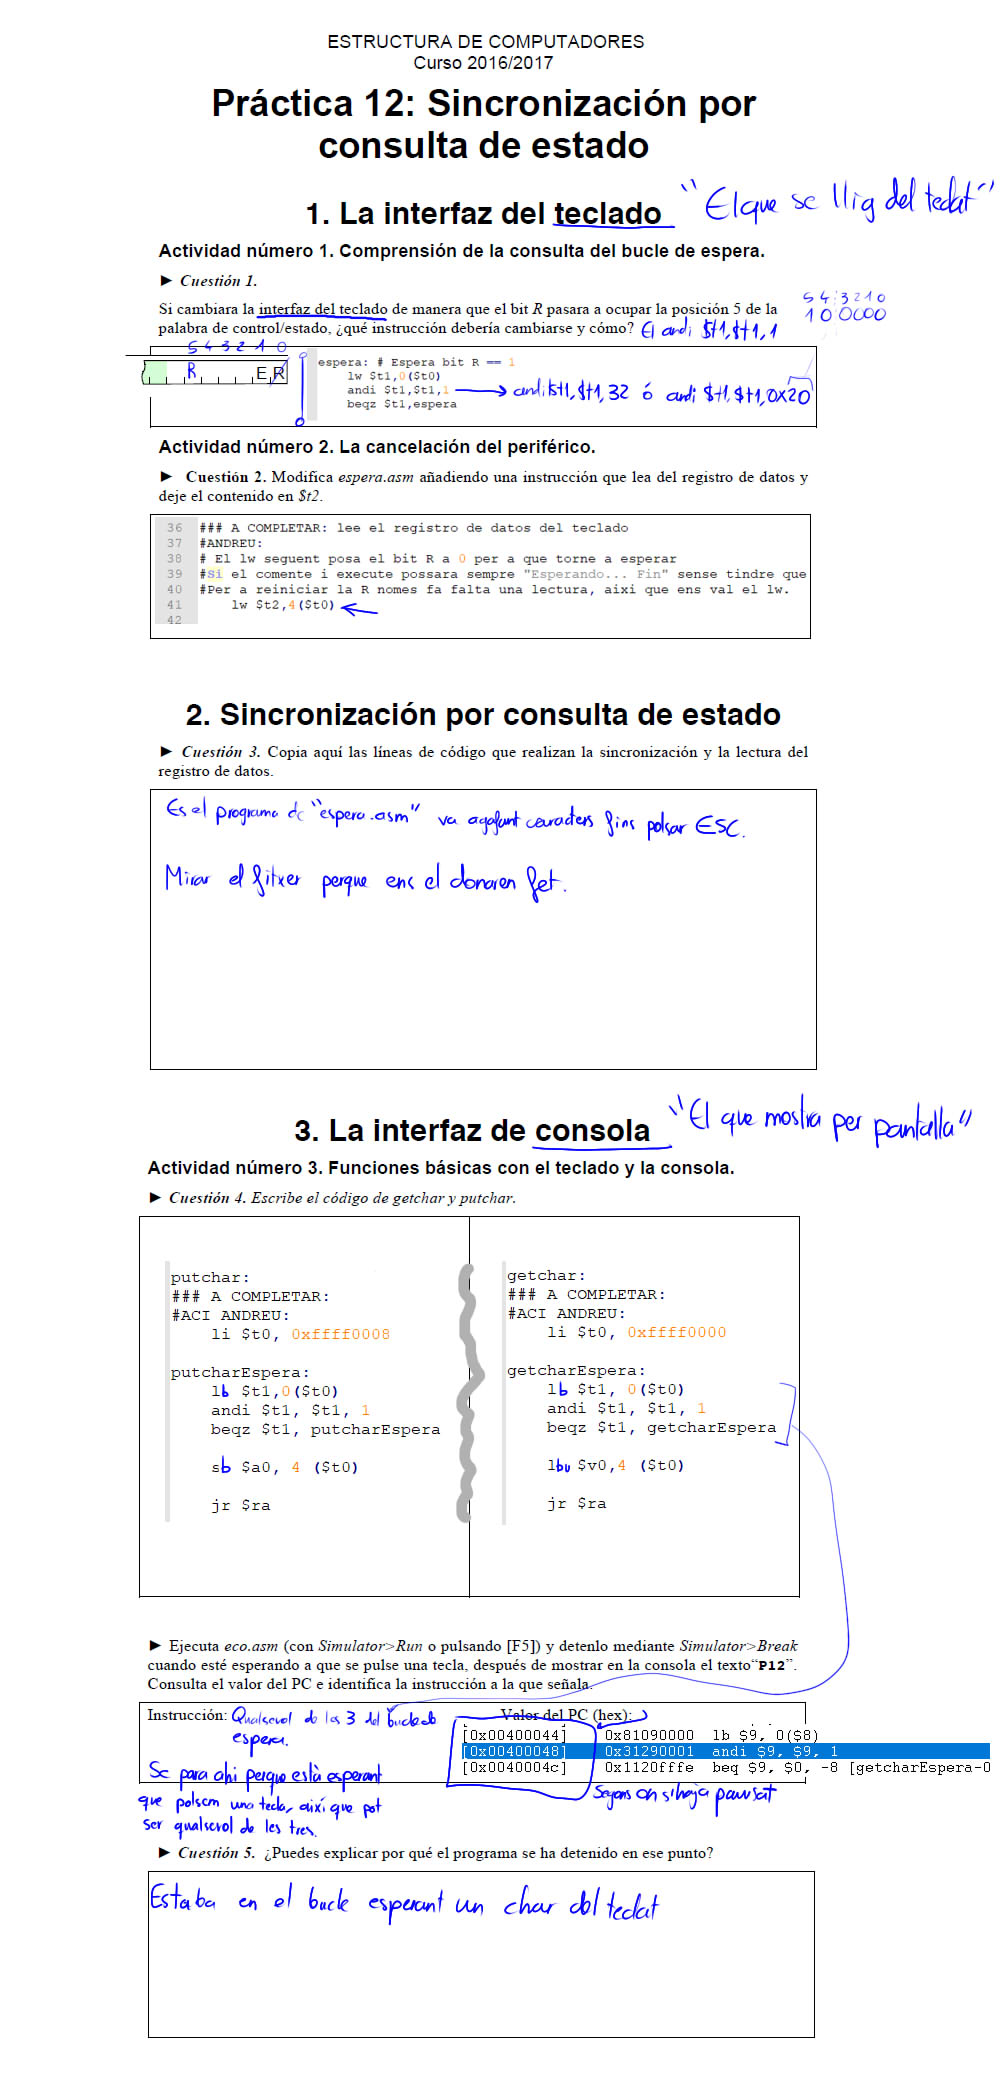 ESTRUCTURA DE COMPUTADORES
Curso 2016/2017
Práctica 12: Sincronización por
consulta de estado
1. La interfaz del teclado "El que se llig del teclat"
Actividad número 1. Comprensión de la consulta del bucle de espera.
► Cuestión 1.
Si cambiara la interfaz del teclado de manera que el bit R pasara a ocupar la posición 5 de la
palabra de control/estado, ¿qué instrucción debería cambiarse y cómo? El andi $t1,$t1,1
5 4 3 2 1 0
1 0 0 0 0 0
5 4 3 2 1 0
R E R
espera: # Espera bit R == 1
lw $t1,0($t0)
andi $t1,$t1,1 → andi $t1,$t1,32 ó andi $t1,$t1,0x20
beqz $t1,espera
Actividad número 2. La cancelación del periférico.
► Cuestión 2. Modifica espera.asm añadiendo una instrucción que lea del registro de datos y
deje el contenido en $t2.
36 ### A COMPLETAR: lee el registro de datos del teclado
37 #ANDREU:
38 # El lw seguent posa el bit R a 0 per a que torne a esperar
39 #Si el comente i execute possara sempre "Esperando... Fin" sense tindre que
40 #Per a reiniciar la R nomes fa falta una lectura, aixi que ens val el lw.
41 lw $t2,4($t0)
42
2. Sincronización por consulta de estado
► Cuestión 3. Copia aquí las líneas de código que realizan la sincronización y la lectura del
registro de datos.
Es el programa de "espera.asm" va agafant caracters fins polsar ESC.
Mirar el fitxer perque ens el donaren fet.
3. La interfaz de consola "El que mostra per pantalla"
Actividad número 3. Funciones básicas con el teclado y la consola.
► Cuestión 4. Escribe el código de getchar y putchar.
putchar:
### A COMPLETAR:
#ACI ANDREU:
li $t0, 0xffff0008
putcharEspera:
lb $t1,0($t0)
andi $t1, $t1, 1
beqz $t1, putcharEspera
sb $a0, 4 ($t0)
jr $ra
getchar:
### A COMPLETAR:
#ACI ANDREU:
li $t0, 0xffff0000
getcharEspera:
lb $t1, 0($t0)
andi $t1, $t1, 1
beqz $t1, getcharEspera
lbu $v0,4 ($t0)
jr $ra
► Ejecuta eco.asm (con Simulator>Run o pulsando [F5]) y detenlo mediante Simulator>Break
cuando esté esperando a que se pulse una tecla, después de mostrar en la consola el texto“P12”.
Consulta el valor del PC e identifica la instrucción a la que señala.
Instrucción: Qualsevol de les 3 del bucle de
espera.
Se para ahi perque està esperant
que polsem una tecla, aixi que pot
ser qualsevol de les tres.
Valor del PC (hex):
[0x00400044] 0x81090000 lb $9, 0($8)
[0x00400048] 0x31290001 andi $9, $9, 1
[0x0040004c] 0x1120fffe beq $9, $0, -8 [getcharEspera-0
Segons on s'haja pausat
► Cuestión 5. ¿Puedes explicar por qué el programa se ha detenido en ese punto?
Estaba en el bucle esperant un char del teclat